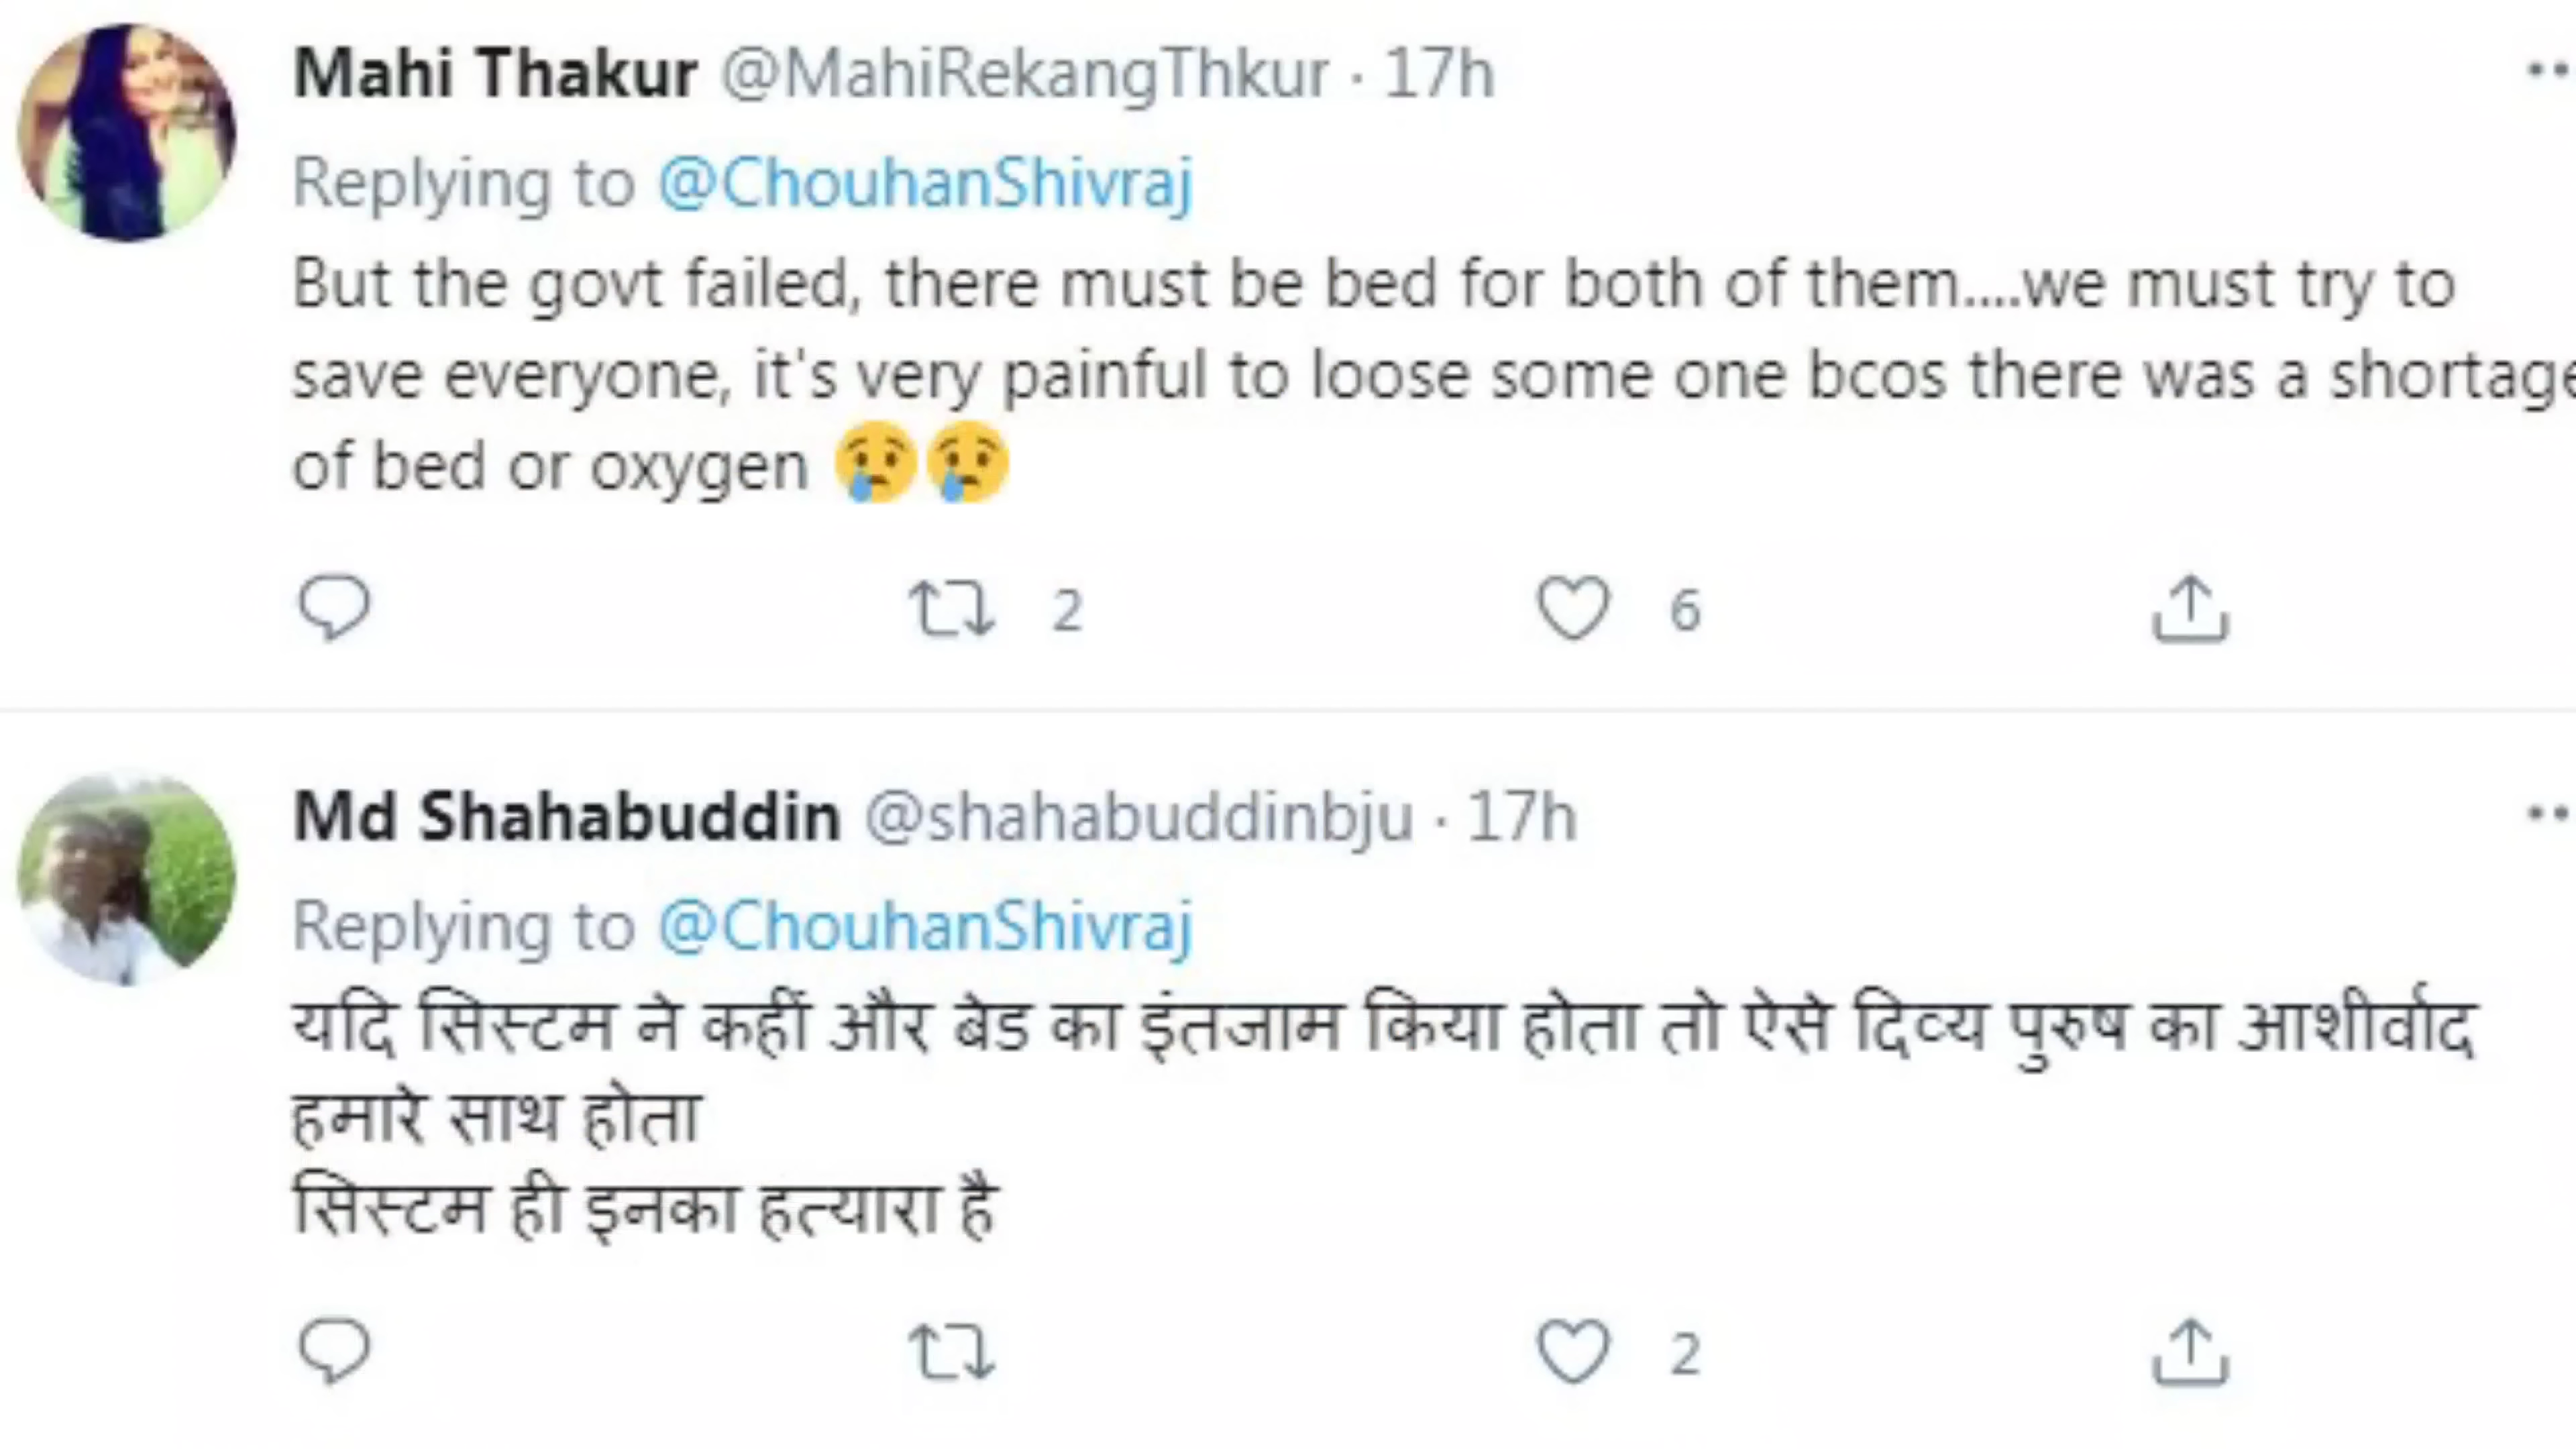 Mahi Thakur @MahiRekangThkur · 17h
Replying to @ChouhanShivraj
But the govt failed, there must be bed for both of them....we must try to
save everyone, it's very painful to loose some one bcos there was a shortage
of bed or oxygen 😢😢
2 6
Md Shahabuddin @shahabuddinbju · 17h
Replying to @ChouhanShivraj
यदि सिस्टम ने कहीं और बेड का इंतजाम किया होता तो ऐसे दिव्य पुरुष का आशीर्वाद
हमारे साथ होता
सिस्टम ही इनका हत्यारा है
2